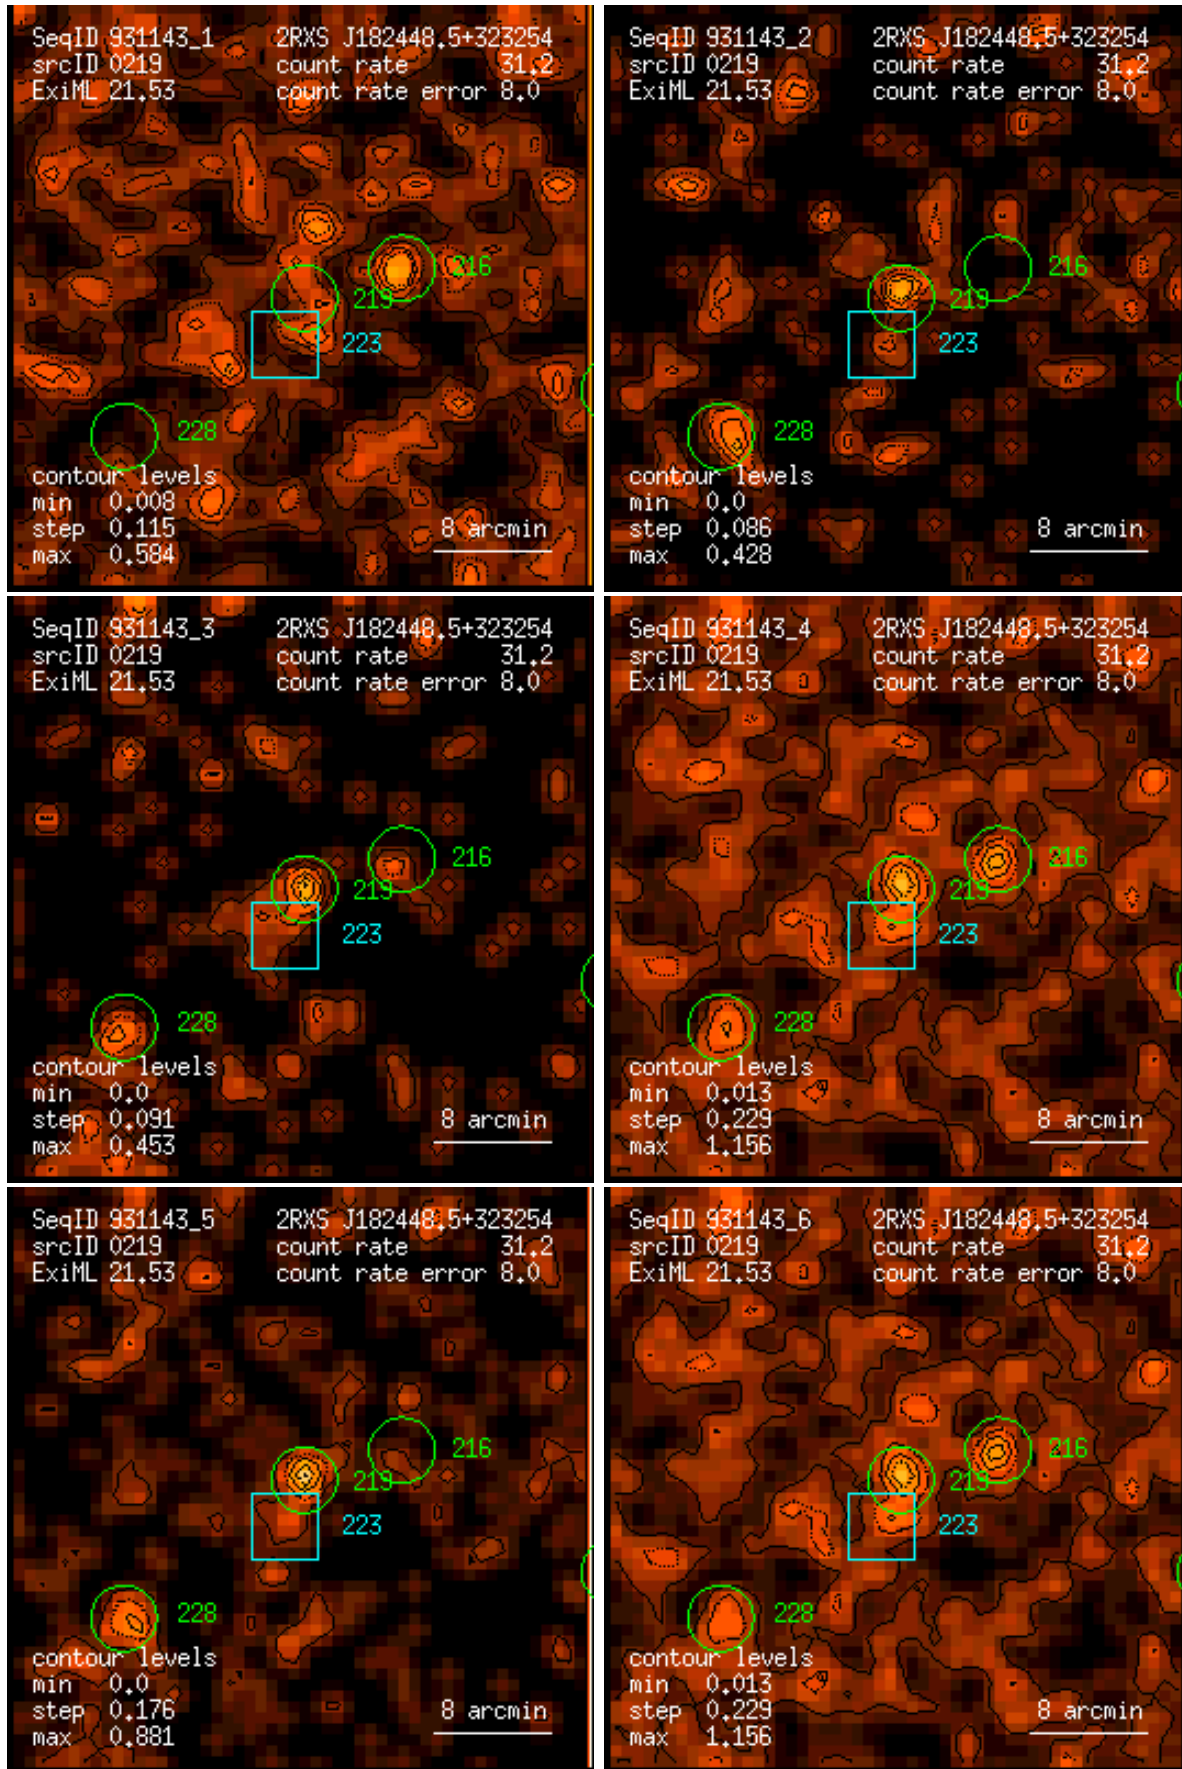 SeqID 931143_1 2RXS J182448.5+323254
srcID 0219 count rate 31.2
ExiML 21.53 count rate error 8.0
216
219
223
228
contour levels
min 0.008
step 0.115 8 arcmin
max 0.584
SeqID 931143_2 2RXS J182448.5+323254
srcID 0219 count rate 31.2
ExiML 21.53 count rate error 8.0
216
219
223
228
contour levels
min 0.0
step 0.086 8 arcmin
max 0.428
SeqID 931143_3 2RXS J182448.5+323254
srcID 0219 count rate 31.2
ExiML 21.53 count rate error 8.0
216
219
223
228
contour levels
min 0.0
step 0.091 8 arcmin
max 0.453
SeqID 931143_4 2RXS J182448.5+323254
srcID 0219 count rate 31.2
ExiML 21.53 count rate error 8.0
216
219
223
228
contour levels
min 0.013
step 0.229 8 arcmin
max 1.156
SeqID 931143_5 2RXS J182448.5+323254
srcID 0219 count rate 31.2
ExiML 21.53 count rate error 8.0
216
219
223
228
contour levels
min 0.0
step 0.176 8 arcmin
max 0.881
SeqID 931143_6 2RXS J182448.5+323254
srcID 0219 count rate 31.2
ExiML 21.53 count rate error 8.0
216
219
223
228
contour levels
min 0.013
step 0.229 8 arcmin
max 1.156